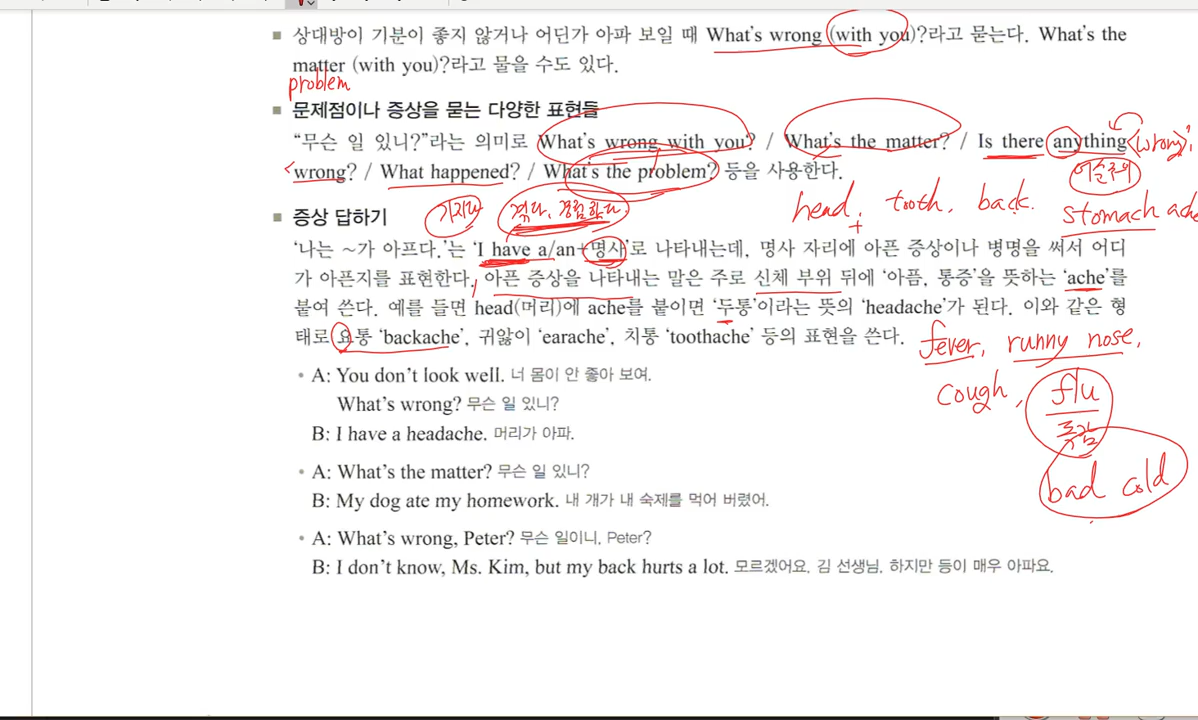 ■ 상대방이 기분이 좋지 않거나 어딘가 아파 보일 때 What's wrong (with you)?라고 묻는다. What's the
matter (with you)?라고 물을 수도 있다.
problem
■ 문제점이나 증상을 묻는 다양한 표현들
“무슨 일 있니?”라는 의미로 What's wrong with you? / What's the matter? / Is there anything <wrong>?
<wrong? / What happened? / What's the problem? 등을 사용한다.
어순주의
head, tooth, back. stomach ache
+
가지다
겪다, 경험하다.
■ 증상 답하기
‘나는 ~가 아프다.’는 ‘I have a/an+명사’로 나타내는데, 명사 자리에 아픈 증상이나 병명을 써서 어디
가 아픈지를 표현한다. 아픈 증상을 나타내는 말은 주로 신체 부위 뒤에 ‘아픔, 통증’을 뜻하는 ‘ache’를
붙여 쓴다. 예를 들면 head(머리)에 ache를 붙이면 ‘두통’이라는 뜻의 ‘headache’가 된다. 이와 같은 형
태로 요통 ‘backache’, 귀앓이 ‘earache’, 치통 ‘toothache’ 등의 표현을 쓴다.
fever, runny nose,
cough, flu
독감
bad cold
• A: You don't look well. 너 몸이 안 좋아 보여.
What's wrong? 무슨 일 있니?
B: I have a headache. 머리가 아파.
• A: What's the matter? 무슨 일 있니?
B: My dog ate my homework. 내 개가 내 숙제를 먹어 버렸어.
• A: What's wrong, Peter? 무슨 일이니, Peter?
B: I don't know, Ms. Kim, but my back hurts a lot. 모르겠어요, 김 선생님, 하지만 등이 매우 아파요.